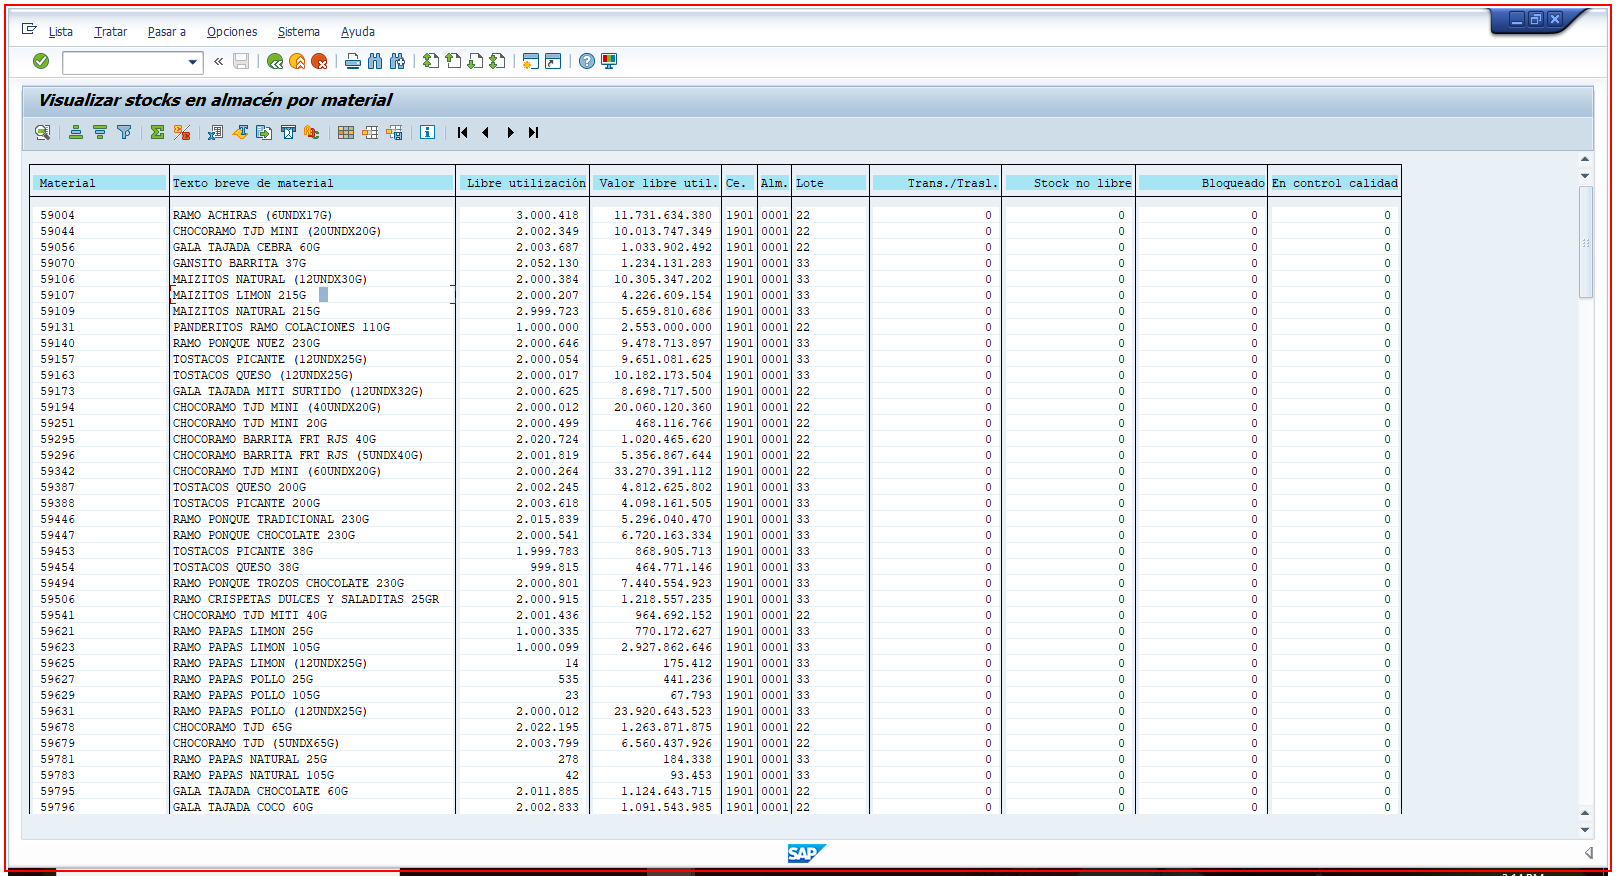 Lista Tratar Pasar a Opciones Sistema Ayuda
Visualizar stocks en almacén por material
Material Texto breve de material Libre utilización Valor libre util. Ce. Alm. Lote Trans./Trasl. Stock no libre Bloqueado En control calidad
59004 RAMO ACHIRAS (6UNDX17G) 3.000.418 11.731.634.380 1901 0001 22 0 0 0 0
59044 CHOCORAMO TJD MINI (20UNDX20G) 2.002.349 10.013.747.349 1901 0001 22 0 0 0 0
59056 GALA TAJADA CEBRA 60G 2.003.687 1.033.902.492 1901 0001 22 0 0 0 0
59070 GANSITO BARRITA 37G 2.052.130 1.234.131.283 1901 0001 33 0 0 0 0
59106 MAIZITOS NATURAL (12UNDX30G) 2.000.384 10.305.347.202 1901 0001 33 0 0 0 0
59107 MAIZITOS LIMON 215G 2.000.207 4.226.609.154 1901 0001 33 0 0 0 0
59109 MAIZITOS NATURAL 215G 2.999.723 5.659.810.686 1901 0001 33 0 0 0 0
59131 PANDERITOS RAMO COLACIONES 110G 1.000.000 2.553.000.000 1901 0001 22 0 0 0 0
59140 RAMO PONQUE NUEZ 230G 2.000.646 9.478.713.897 1901 0001 33 0 0 0 0
59157 TOSTACOS PICANTE (12UNDX25G) 2.000.054 9.651.081.625 1901 0001 33 0 0 0 0
59163 TOSTACOS QUESO (12UNDX25G) 2.000.017 10.182.173.504 1901 0001 33 0 0 0 0
59173 GALA TAJADA MITI SURTIDO (12UNDX32G) 2.000.625 8.698.717.500 1901 0001 22 0 0 0 0
59194 CHOCORAMO TJD MINI (40UNDX20G) 2.000.012 20.060.120.360 1901 0001 22 0 0 0 0
59251 CHOCORAMO TJD MINI 20G 2.000.499 468.116.766 1901 0001 22 0 0 0 0
59295 CHOCORAMO BARRITA FRT RJS 40G 2.020.724 1.020.465.620 1901 0001 22 0 0 0 0
59296 CHOCORAMO BARRITA FRT RJS (5UNDX40G) 2.001.819 5.356.867.644 1901 0001 22 0 0 0 0
59342 CHOCORAMO TJD MINI (60UNDX20G) 2.000.264 33.270.391.112 1901 0001 22 0 0 0 0
59387 TOSTACOS QUESO 200G 2.002.245 4.812.625.802 1901 0001 33 0 0 0 0
59388 TOSTACOS PICANTE 200G 2.003.618 4.098.161.505 1901 0001 33 0 0 0 0
59446 RAMO PONQUE TRADICIONAL 230G 2.015.839 5.296.040.470 1901 0001 33 0 0 0 0
59447 RAMO PONQUE CHOCOLATE 230G 2.000.541 6.720.163.334 1901 0001 33 0 0 0 0
59453 TOSTACOS PICANTE 38G 1.999.783 868.905.713 1901 0001 33 0 0 0 0
59454 TOSTACOS QUESO 38G 999.815 464.771.146 1901 0001 33 0 0 0 0
59494 RAMO PONQUE TROZOS CHOCOLATE 230G 2.000.801 7.440.554.923 1901 0001 33 0 0 0 0
59506 RAMO CRISPETAS DULCES Y SALADITAS 25GR 2.000.915 1.218.557.235 1901 0001 33 0 0 0 0
59541 CHOCORAMO TJD MITI 40G 2.001.436 964.692.152 1901 0001 22 0 0 0 0
59621 RAMO PAPAS LIMON 25G 1.000.335 770.172.627 1901 0001 33 0 0 0 0
59623 RAMO PAPAS LIMON 105G 1.000.099 2.927.862.646 1901 0001 33 0 0 0 0
59625 RAMO PAPAS LIMON (12UNDX25G) 14 175.412 1901 0001 33 0 0 0 0
59627 RAMO PAPAS POLLO 25G 535 441.236 1901 0001 33 0 0 0 0
59629 RAMO PAPAS POLLO 105G 23 67.793 1901 0001 33 0 0 0 0
59631 RAMO PAPAS POLLO (12UNDX25G) 2.000.012 23.920.643.523 1901 0001 33 0 0 0 0
59678 CHOCORAMO TJD 65G 2.022.195 1.263.871.875 1901 0001 22 0 0 0 0
59679 CHOCORAMO TJD (5UNDX65G) 2.003.799 6.560.437.926 1901 0001 22 0 0 0 0
59781 RAMO PAPAS NATURAL 25G 278 184.338 1901 0001 33 0 0 0 0
59783 RAMO PAPAS NATURAL 105G 42 93.453 1901 0001 33 0 0 0 0
59795 GALA TAJADA CHOCOLATE 60G 2.011.885 1.124.643.715 1901 0001 22 0 0 0 0
59796 GALA TAJADA COCO 60G 2.002.833 1.091.543.985 1901 0001 22 0 0 0 0
SAP